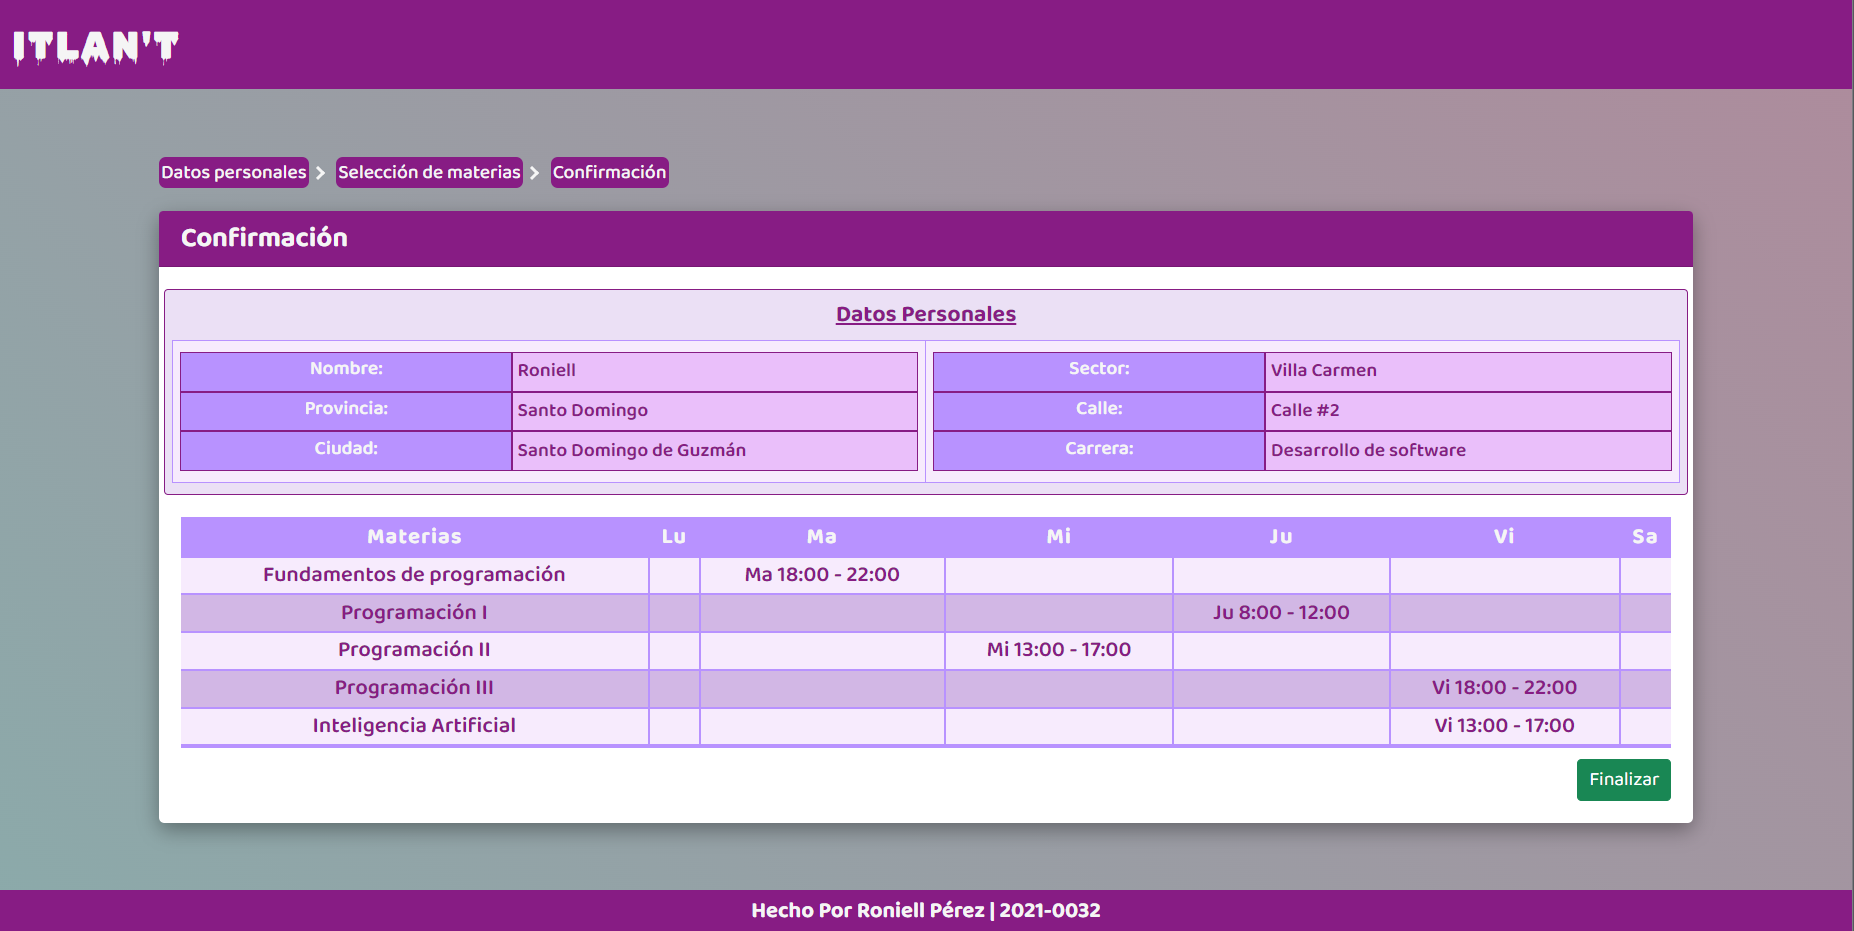 ITLAN'T
Datos personales > Selección de materias > Confirmación
Confirmación
Datos Personales
Nombre: Roniell Sector: Villa Carmen
Provincia: Santo Domingo Calle: Calle #2
Ciudad: Santo Domingo de Guzmán Carrera: Desarrollo de software
Materias Lu Ma Mi Ju Vi Sa
Fundamentos de programación Ma 18:00 - 22:00
Programación I Ju 8:00 - 12:00
Programación II Mi 13:00 - 17:00
Programación III Vi 18:00 - 22:00
Inteligencia Artificial Vi 13:00 - 17:00
Finalizar
Hecho Por Roniell Pérez | 2021-0032